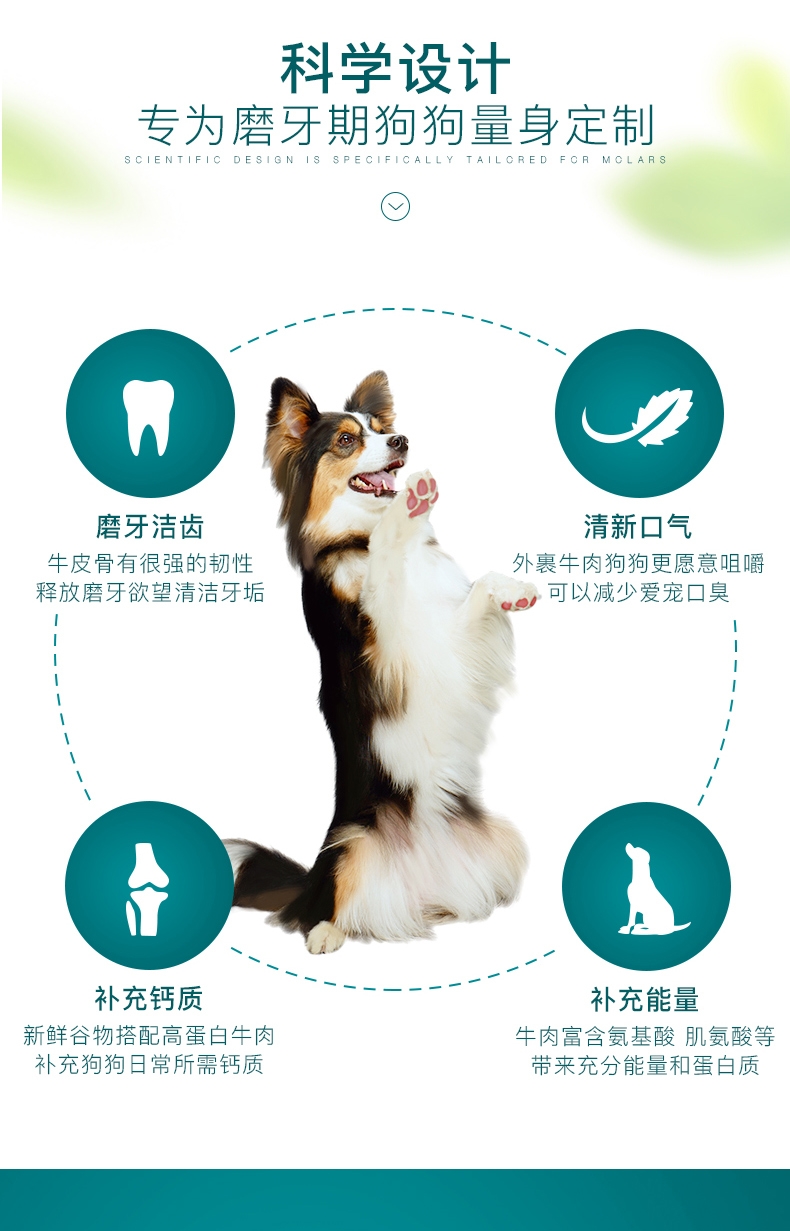 科学设计
专为磨牙期狗狗量身定制
SCIENTIFIC DESIGN IS SPECIFICALLY TAILORED FOR MOLARS
磨牙洁齿
牛皮骨有很强的韧性
释放磨牙欲望清洁牙垢
清新口气
外裹牛肉狗狗更愿意咀嚼
可以减少爱宠口臭
补充钙质
新鲜谷物搭配高蛋白牛肉
补充狗狗日常所需钙质
补充能量
牛肉富含氨基酸 肌氨酸等
带来充分能量和蛋白质